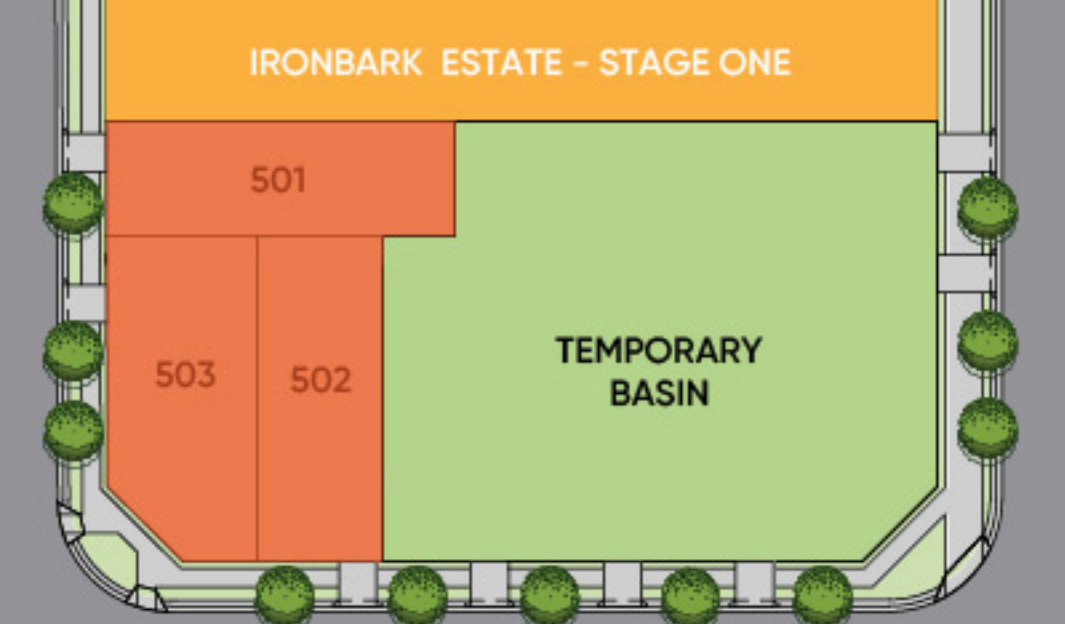 IRONBARK ESTATE - STAGE ONE
501
503
502
TEMPORARY
BASIN